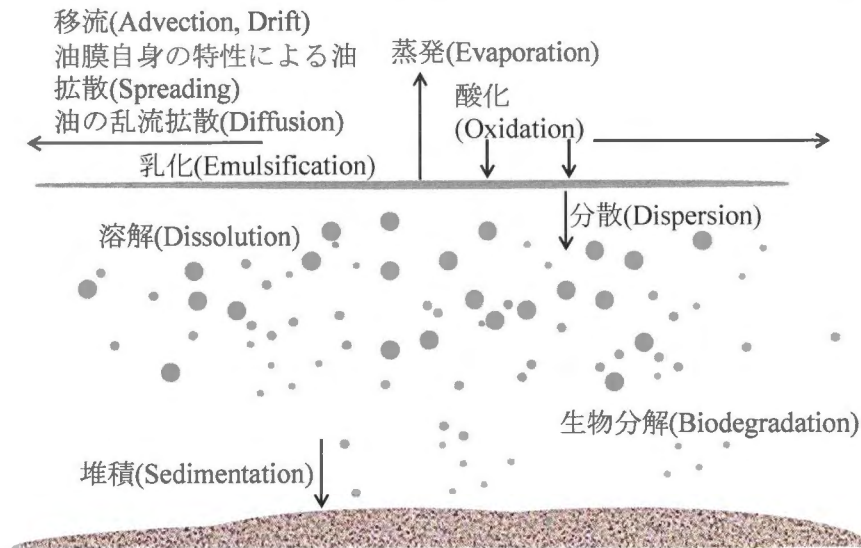 移流(Advection, Drift)
油膜自身の特性による油
拡散(Spreading)
油の乱流拡散(Diffusion)
蒸発(Evaporation)
酸化
(Oxidation)
乳化(Emulsification)
分散(Dispersion)
溶解(Dissolution)
生物分解(Biodegradation)
堆積(Sedimentation)